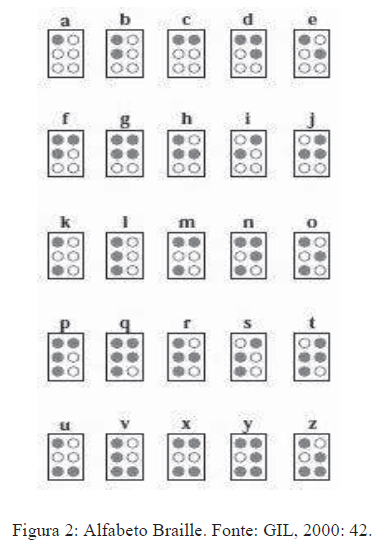 a b c d e
f g h i j
k l m n o
p q r s t
u v x y z
Figura 2: Alfabeto Braille. Fonte: GIL, 2000: 42.